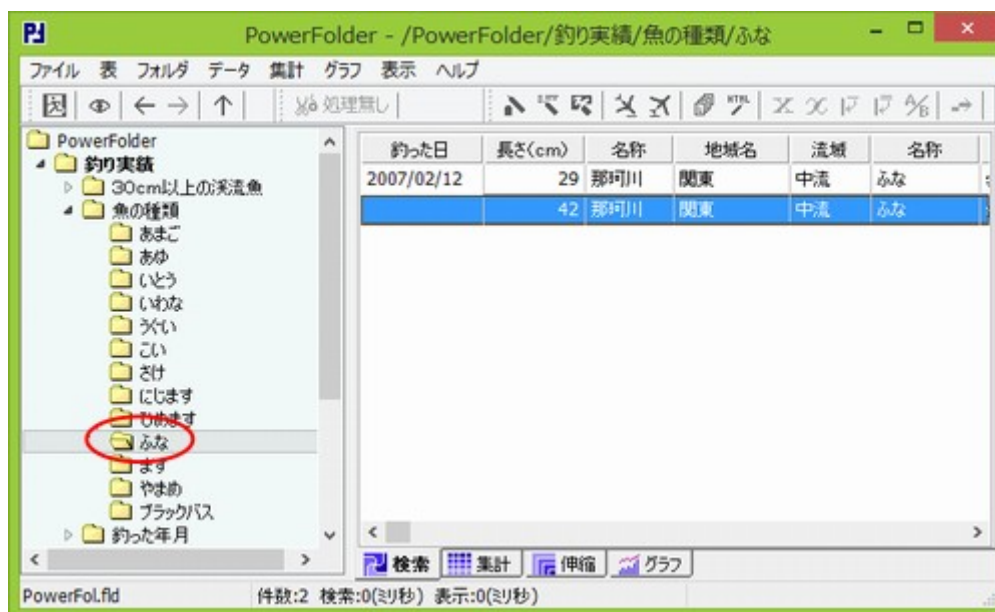 PowerFolder - /PowerFolder/釣り実績/魚の種類/ふな
ファイル 表 フォルダ データ 集計 グラフ 表示 ヘルプ
処理無し
PowerFolder
釣り実績
30cm以上の渓流魚
魚の種類
あまご
あゆ
いとう
いわな
うぐい
こい
さけ
にじます
ひめます
ふな
ます
やまめ
ブラックバス
釣った年月
釣った日 長さ(cm) 名称 地域名 流域 名称
2007/02/12 29 那珂川 関東 中流 ふな
42 那珂川 関東 中流 ふな
検索 集計 伸縮 グラフ
PowerFol.fld 件数:2 検索:0(ミリ秒) 表示:0(ミリ秒)